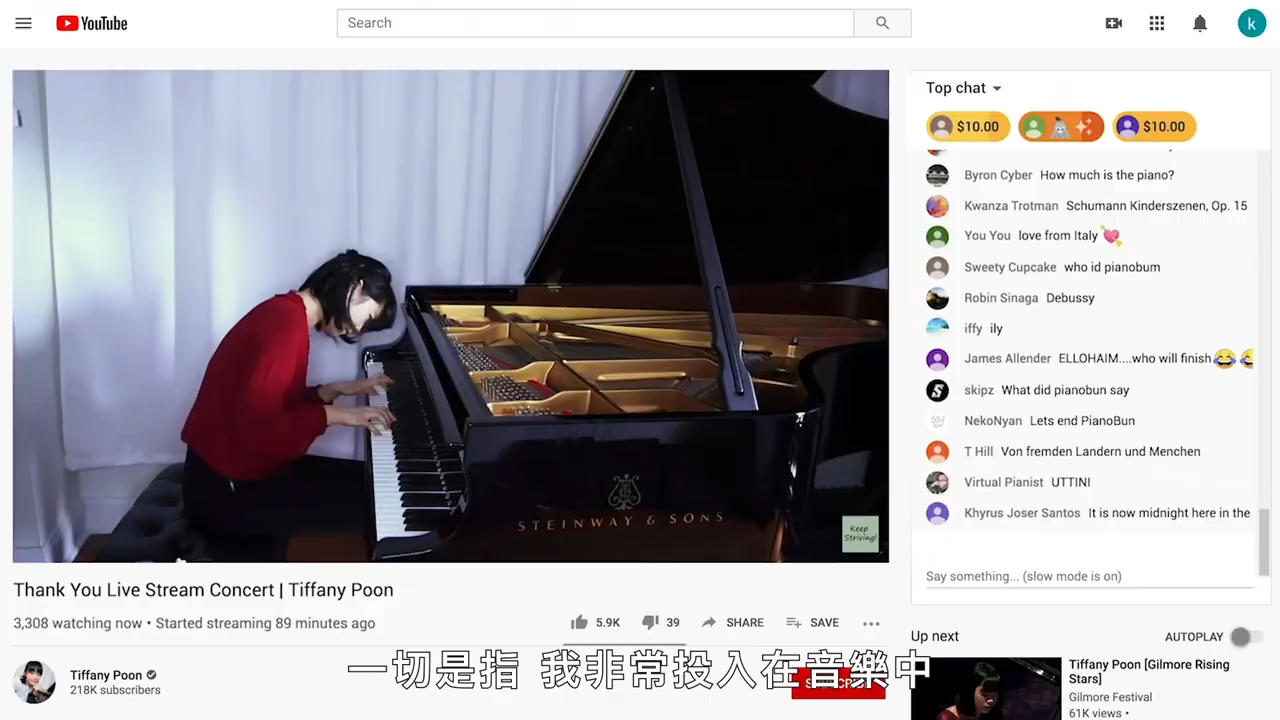 YouTube
Search
k
Top chat
$10.00
$10.00
Byron Cyber How much is the piano?
Kwanza Trotman Schumann Kinderszenen, Op. 15
You You love from Italy
Sweety Cupcake who id pianobum
Robin Sinaga Debussy
iffy ily
James Allender ELLOHAIM....who will finish
skipz What did pianobun say
NekoNyan Lets end PianoBun
T Hill Von fremden Landern und Menchen
Virtual Pianist UTTINI
Khyrus Joser Santos It is now midnight here in the
Say something... (slow mode is on)
STEINWAY & SONS
Keep
Striving!
Thank You Live Stream Concert | Tiffany Poon
3,308 watching now • Started streaming 89 minutes ago
5.9K 39 SHARE SAVE
Tiffany Poon
218K subscribers
一切是指 我非常投入在音樂中
Up next
AUTOPLAY
Tiffany Poon [Gilmore Rising
Stars]
Gilmore Festival
61K views •